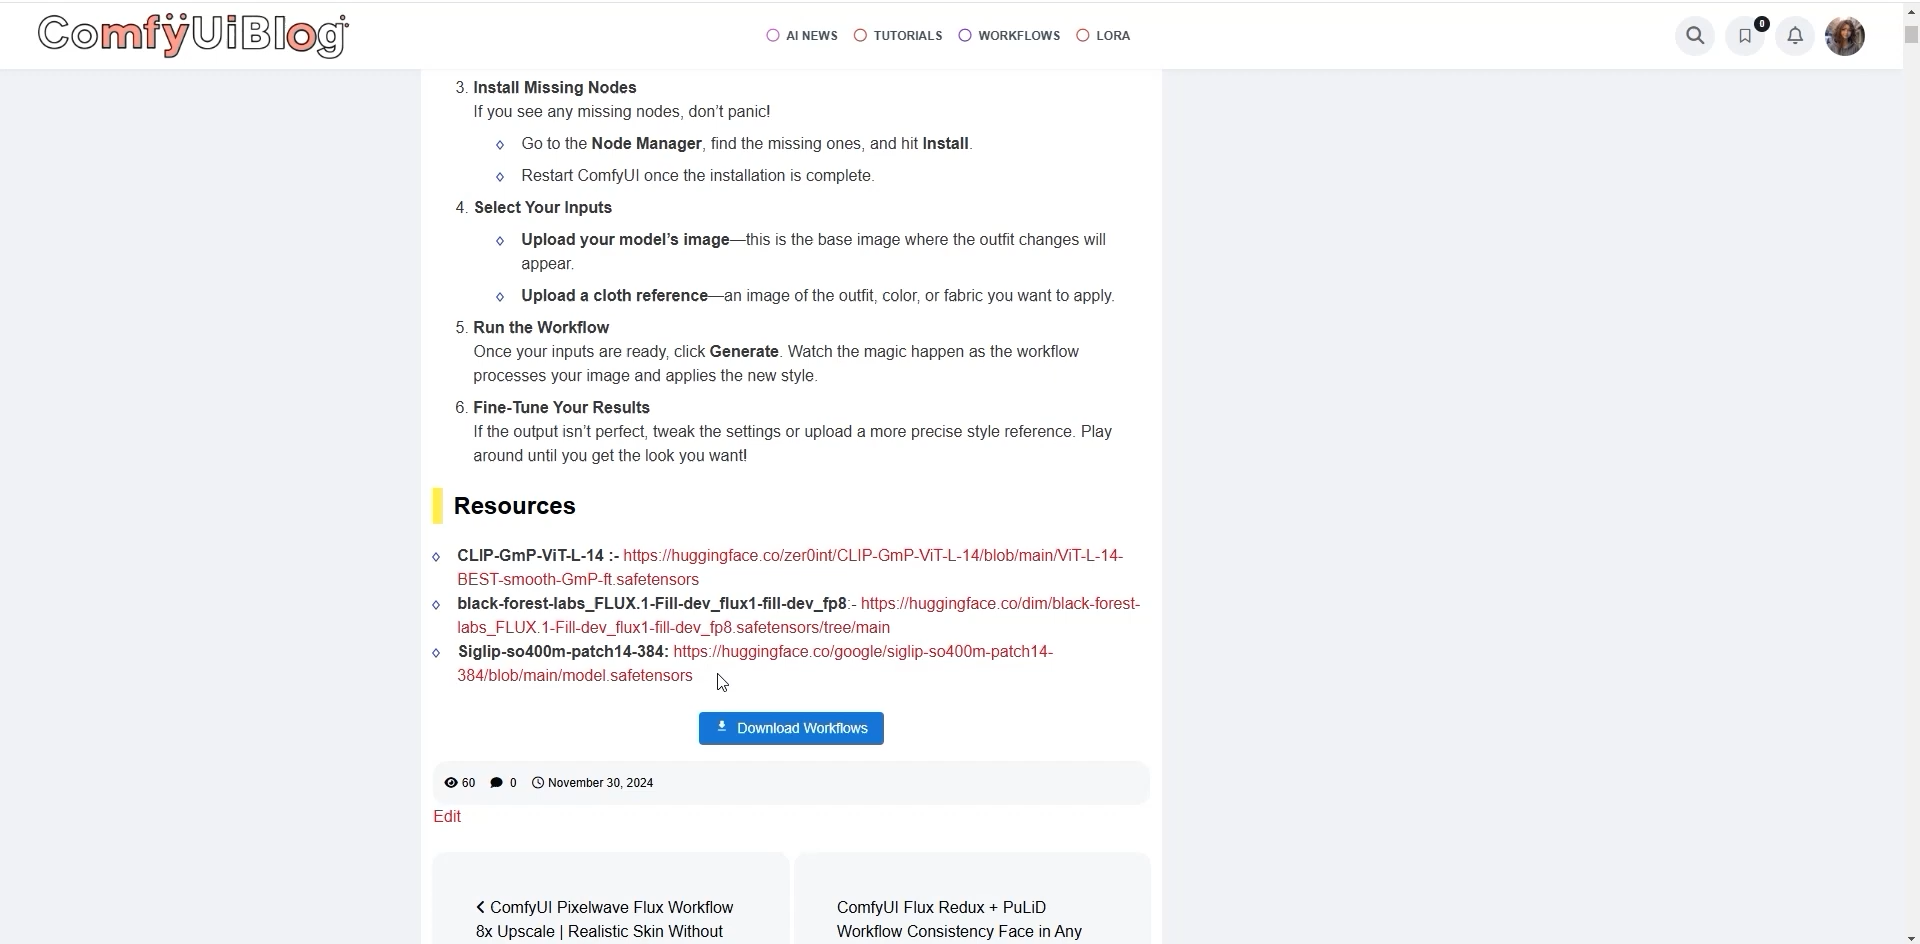 ComfyUiBlog
AI NEWS
TUTORIALS
WORKFLOWS
LORA
0
3. Install Missing Nodes
If you see any missing nodes, don’t panic!
Go to the Node Manager, find the missing ones, and hit Install.
Restart ComfyUI once the installation is complete.
4. Select Your Inputs
Upload your model’s image—this is the base image where the outfit changes will
appear.
Upload a cloth reference—an image of the outfit, color, or fabric you want to apply.
5. Run the Workflow
Once your inputs are ready, click Generate. Watch the magic happen as the workflow
processes your image and applies the new style.
6. Fine-Tune Your Results
If the output isn’t perfect, tweak the settings or upload a more precise style reference. Play
around until you get the look you want!
Resources
CLIP-GmP-ViT-L-14 :- https://huggingface.co/zer0int/CLIP-GmP-ViT-L-14/blob/main/ViT-L-14-
BEST-smooth-GmP-ft.safetensors
black-forest-labs_FLUX.1-Fill-dev_flux1-fill-dev_fp8:- https://huggingface.co/dim/black-forest-
labs_FLUX.1-Fill-dev_flux1-fill-dev_fp8.safetensors/tree/main
Siglip-so400m-patch14-384: https://huggingface.co/google/siglip-so400m-patch14-
384/blob/main/model.safetensors
Download Workflows
60 0 November 30, 2024
Edit
ComfyUI Pixelwave Flux Workflow
8x Upscale | Realistic Skin Without
ComfyUI Flux Redux + PuLiD
Workflow Consistency Face in Any